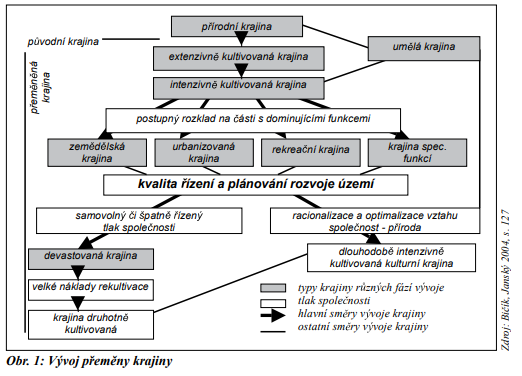 přírodní krajina
původní krajina
umělá krajina
extenzivně kultivovaná krajina
intenzivně kultivovaná krajina
přeměněná
krajina
postupný rozklad na části s dominujícími funkcemi
zemědělská
krajina
urbanizovaná
krajina
rekreační krajina
krajina spec.
funkcí
kvalita řízení a plánování rozvoje území
samovolný či špatně řízený
tlak společnosti
racionalizace a optimalizace vztahu
společnost - příroda
devastovaná krajina
dlouhodobě intenzivně
kultivovaná kulturní krajina
velké náklady rekultivace
krajina druhotně
kultivovaná
typy krajiny různých fází vývoje
tlak společnosti
hlavní směry vývoje krajiny
ostatní směry vývoje krajiny
Zdroj: Bičík, Janský 2004, s. 127
Obr. 1: Vývoj přeměny krajiny